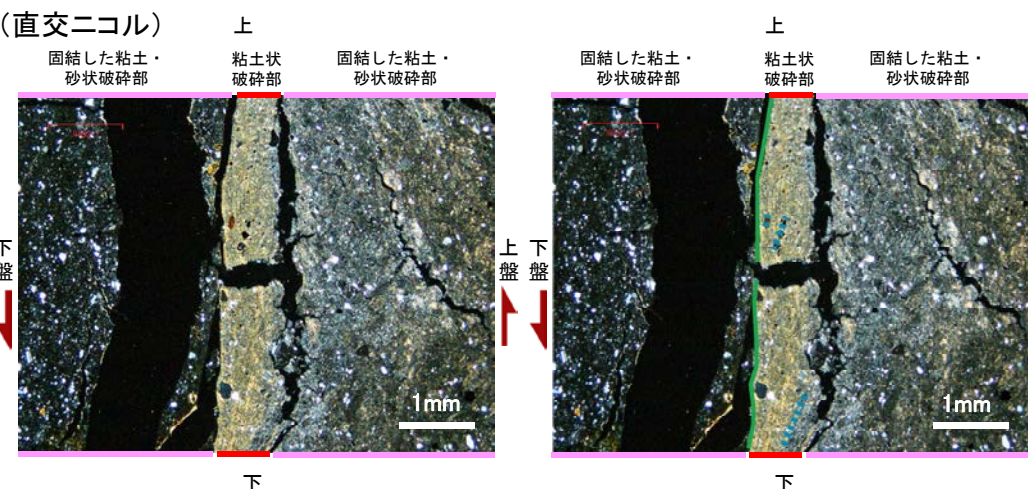 （直交ニコル）
上
固結した粘土・
砂状破砕部
粘土状
破砕部
固結した粘土・
砂状破砕部
下
盤
上
盤
1mm
下
上
固結した粘土・
砂状破砕部
粘土状
破砕部
固結した粘土・
砂状破砕部
下
盤
1mm
下